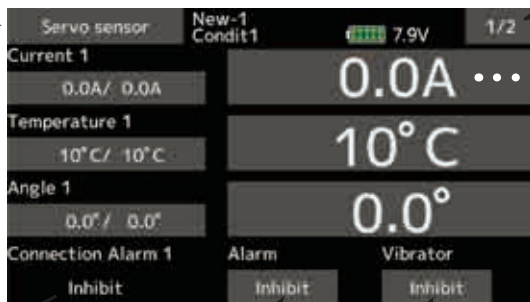 Servo sensor New-1 Condit1 7.9V 1/2
Current 1
0.0A/ 0.0A 0.0A ...
Temperature 1
10°C/ 10°C 10°C
Angle 1
0.0°/ 0.0° 0.0°
Connection Alarm 1 Alarm Vibrator
Inhibit Inhibit Inhibit